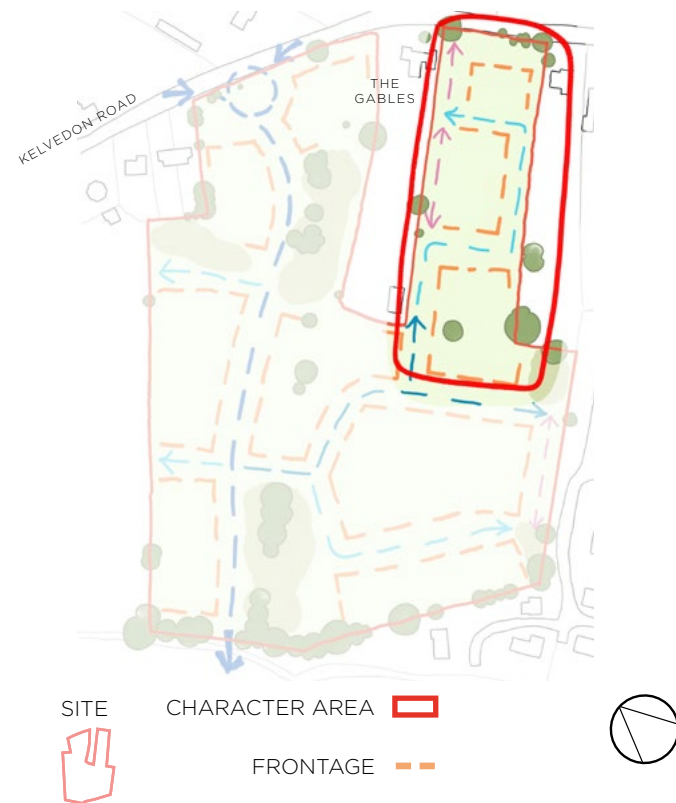 THE
GABLES
KELVEDON ROAD
SITE
CHARACTER AREA
FRONTAGE